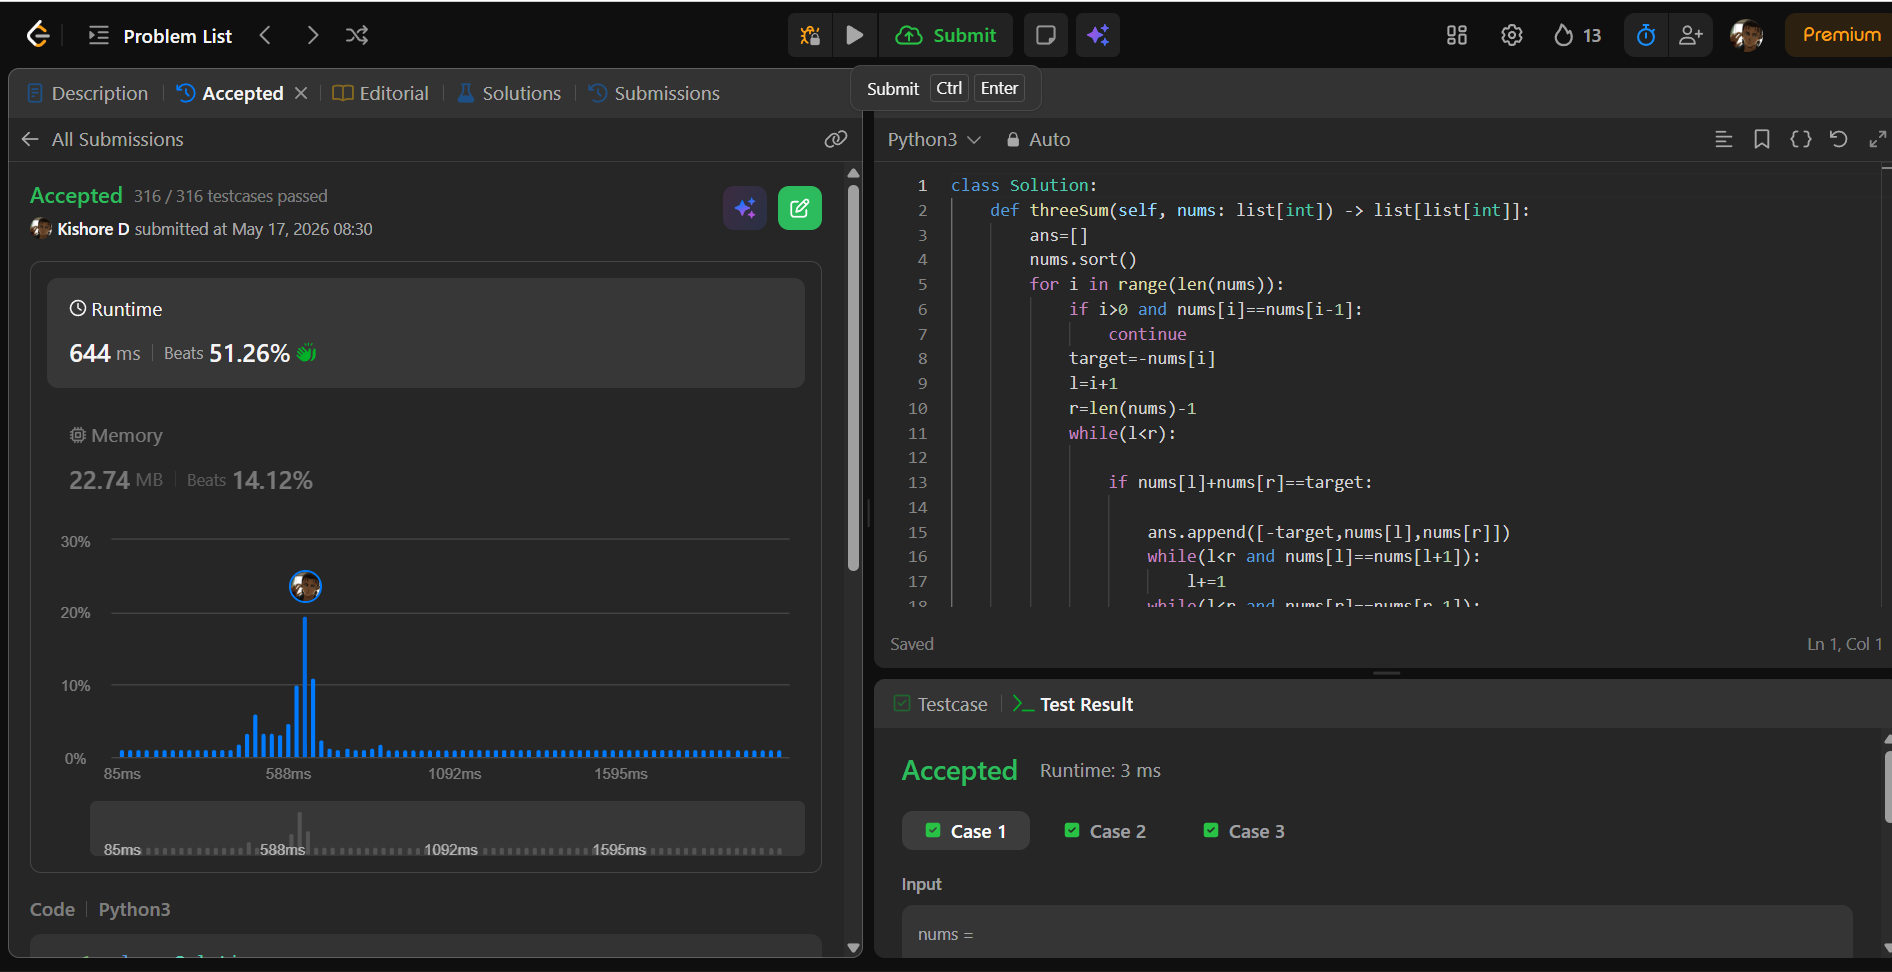 Problem List
Submit
13
Premium
Description
Accepted
Editorial
Solutions
Submissions
Submit Ctrl Enter
All Submissions
Accepted 316 / 316 testcases passed
Kishore D submitted at May 17, 2026 08:30
Runtime
644 ms Beats 51.26%
Memory
22.74 MB Beats 14.12%
30%
20%
10%
0%
85ms 588ms 1092ms 1595ms
85ms 588ms 1092ms 1595ms
Code Python3
Python3 Auto
1 class Solution:
2 def threeSum(self, nums: list[int]) -> list[list[int]]:
3 ans=[]
4 nums.sort()
5 for i in range(len(nums)):
6 if i>0 and nums[i]==nums[i-1]:
7 continue
8 target=-nums[i]
9 l=i+1
10 r=len(nums)-1
11 while(l<r):
12
13 if nums[l]+nums[r]==target:
14
15 ans.append([-target,nums[l],nums[r]])
16 while(l<r and nums[l]==nums[l+1]):
17 l+=1
18 while(l<r and nums[r]==nums[r-1]):
Saved
Ln 1, Col 1
Testcase
Test Result
Accepted Runtime: 3 ms
Case 1 Case 2 Case 3
Input
nums =